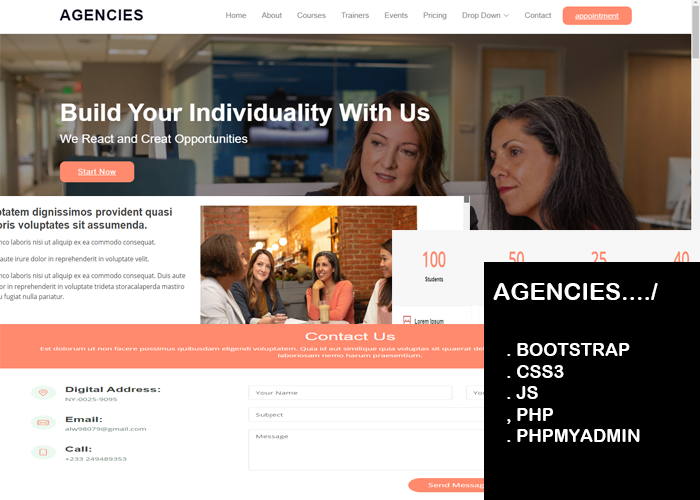 AGENCIES
Home About Courses Trainers Events Pricing Drop Down Contact appointment
Build Your Individuality With Us
We React and Creat Opportunities
Start Now
ptatem dignissimos provident quasi
oris voluptates sit assumenda.
nco laboris nisi ut aliquip ex ea commodo consequat.
aute irure dolor in reprehenderit in voluptate velit.
nco laboris nisi ut aliquip ex ea commodo consequat. Duis aute
or in reprehenderit in voluptate trideta storacalaperda mastiro
u fugiat nulla pariatur.
100 50 25 40
Students
Lorem Ipsum
AGENCIES..../
. BOOTSTRAP
. CSS3
. JS
, PHP
. PHPMYADMIN
Contact Us
Est dolorum ut non facere possimus quibusdam eligendi voluptatem. Quia id aut similique quia voluptas sit quaerat
laboriosam nemo harum praesentium.
Digital Address:
NY-0025-9095
Email:
alw98079@gmail.com
Call:
+233 249489353
Your Name
Your
Subject
Message
Send Messag